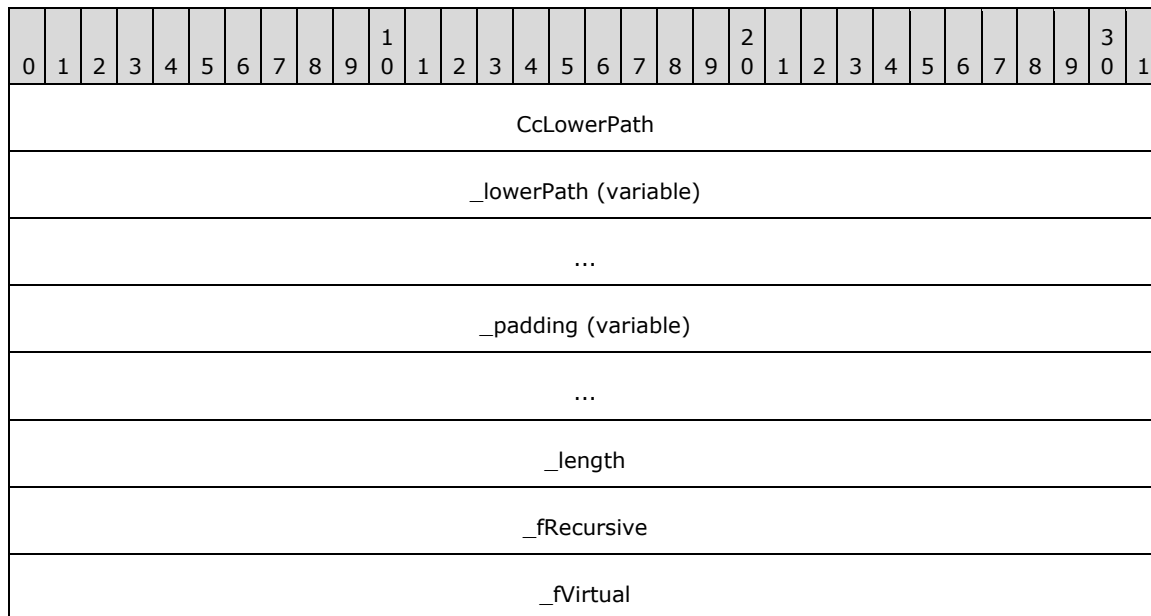 1 2 3
0 1 2 3 4 5 6 7 8 9 0 1 2 3 4 5 6 7 8 9 0 1 2 3 4 5 6 7 8 9 0 1
CcLowerPath
_lowerPath (variable)
...
_padding (variable)
...
_length
_fRecursive
_fVirtual